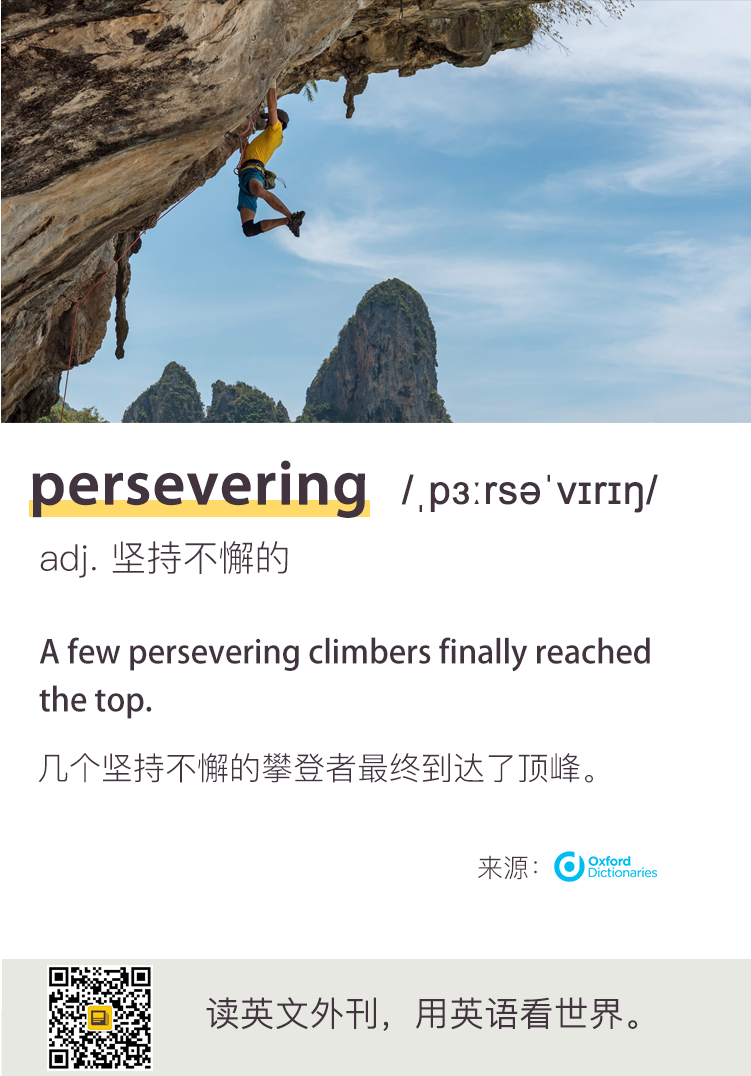 persevering /ˌpɜːrsəˈvɪrɪŋ/
adj. 坚持不懈的
A few persevering climbers finally reached
the top.
几个坚持不懈的攀登者最终到达了顶峰。
来源： Oxford
Dictionaries
读英文外刊，用英语看世界。